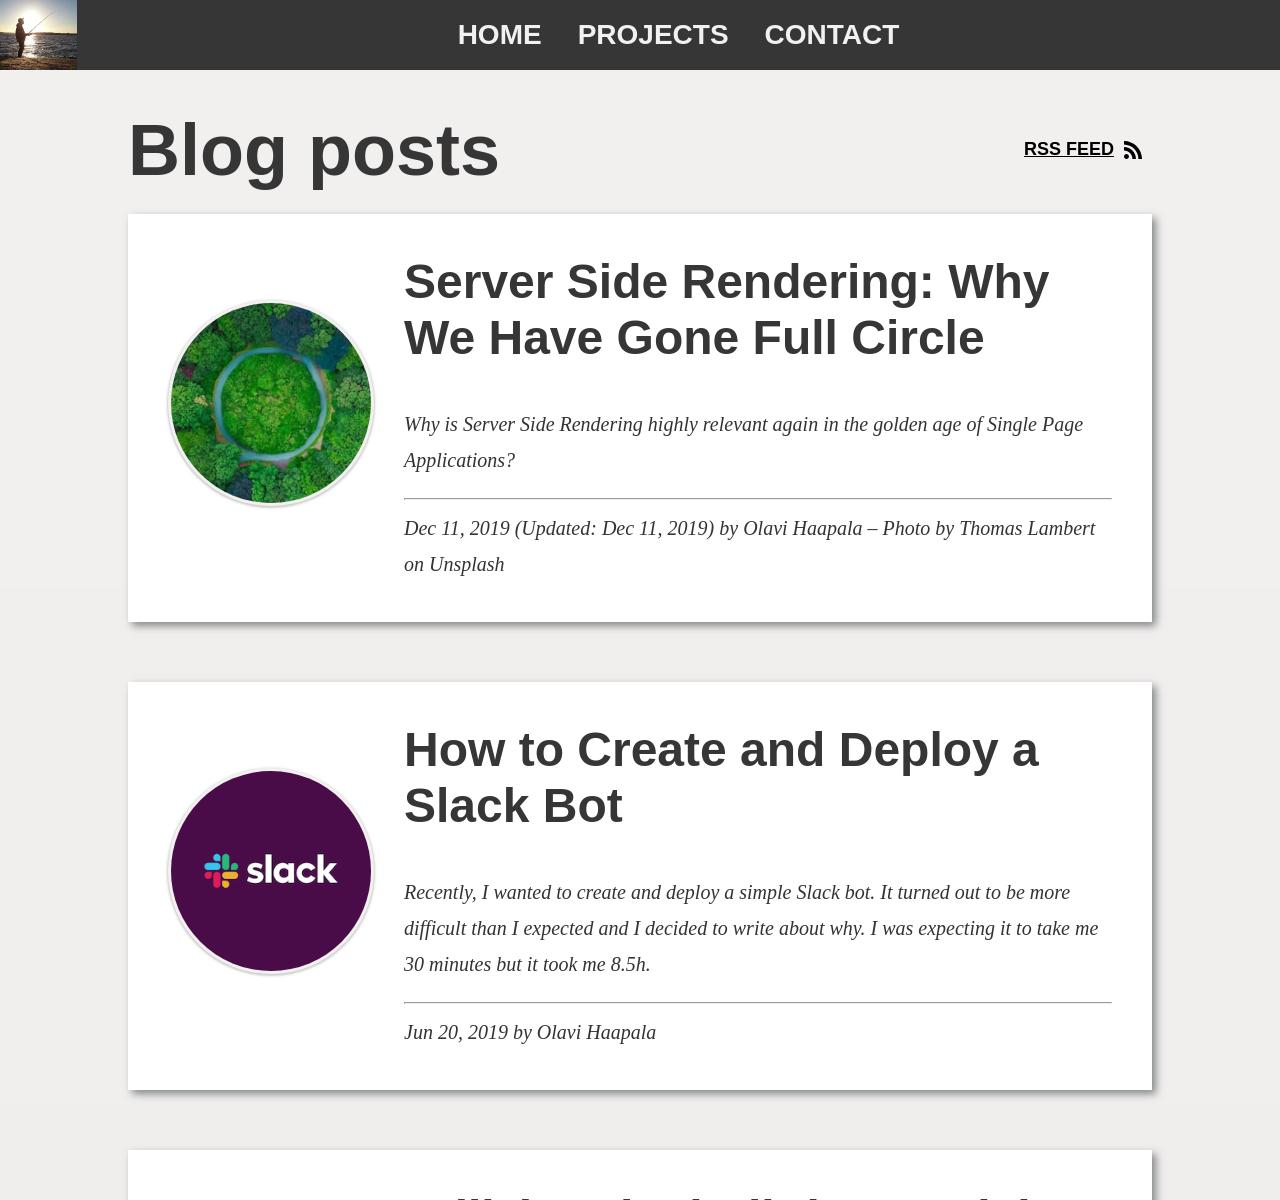 HOME PROJECTS CONTACT
Blog posts
RSS FEED
Server Side Rendering: Why
We Have Gone Full Circle
Why is Server Side Rendering highly relevant again in the golden age of Single Page
Applications?
Dec 11, 2019 (Updated: Dec 11, 2019) by Olavi Haapala – Photo by Thomas Lambert
on Unsplash
slack
How to Create and Deploy a
Slack Bot
Recently, I wanted to create and deploy a simple Slack bot. It turned out to be more
difficult than I expected and I decided to write about why. I was expecting it to take me
30 minutes but it took me 8.5h.
Jun 20, 2019 by Olavi Haapala